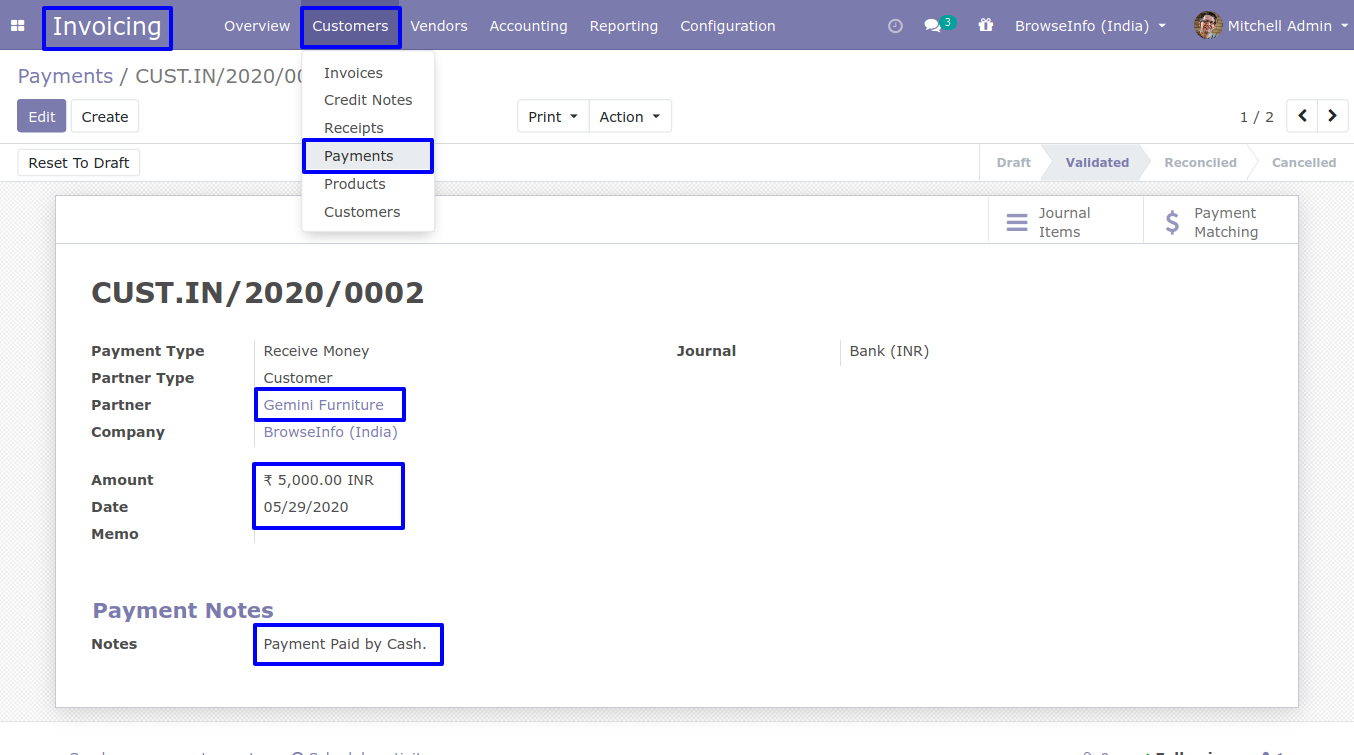 Invoicing Overview Customers Vendors Accounting Reporting Configuration 3 BrowseInfo (India) Mitchell Admin
Payments / CUST.IN/2020/
Invoices
Credit Notes
Receipts
Payments
Products
Customers
Edit Create Print Action 1 / 2
Reset To Draft Draft Validated Reconciled Cancelled
Journal Items
Payment Matching
CUST.IN/2020/0002
Payment Type Receive Money Journal Bank (INR)
Partner Type Customer
Partner Gemini Furniture
Company BrowseInfo (India)
Amount ₹ 5,000.00 INR
Date 05/29/2020
Memo
Payment Notes
Notes Payment Paid by Cash.